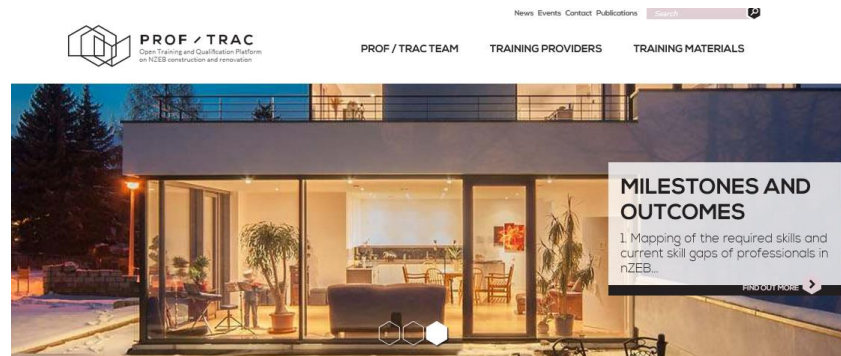 News Events Contact Publications Search
PROF / TRAC
Open Training and Qualification Platform
on NZEB construction and renovation
PROF / TRAC TEAM TRAINING PROVIDERS TRAINING MATERIALS
MILESTONES AND
OUTCOMES
1. Mapping of the required skills and
current skill gaps of professionals in
nZEB...
FIND OUT MORE